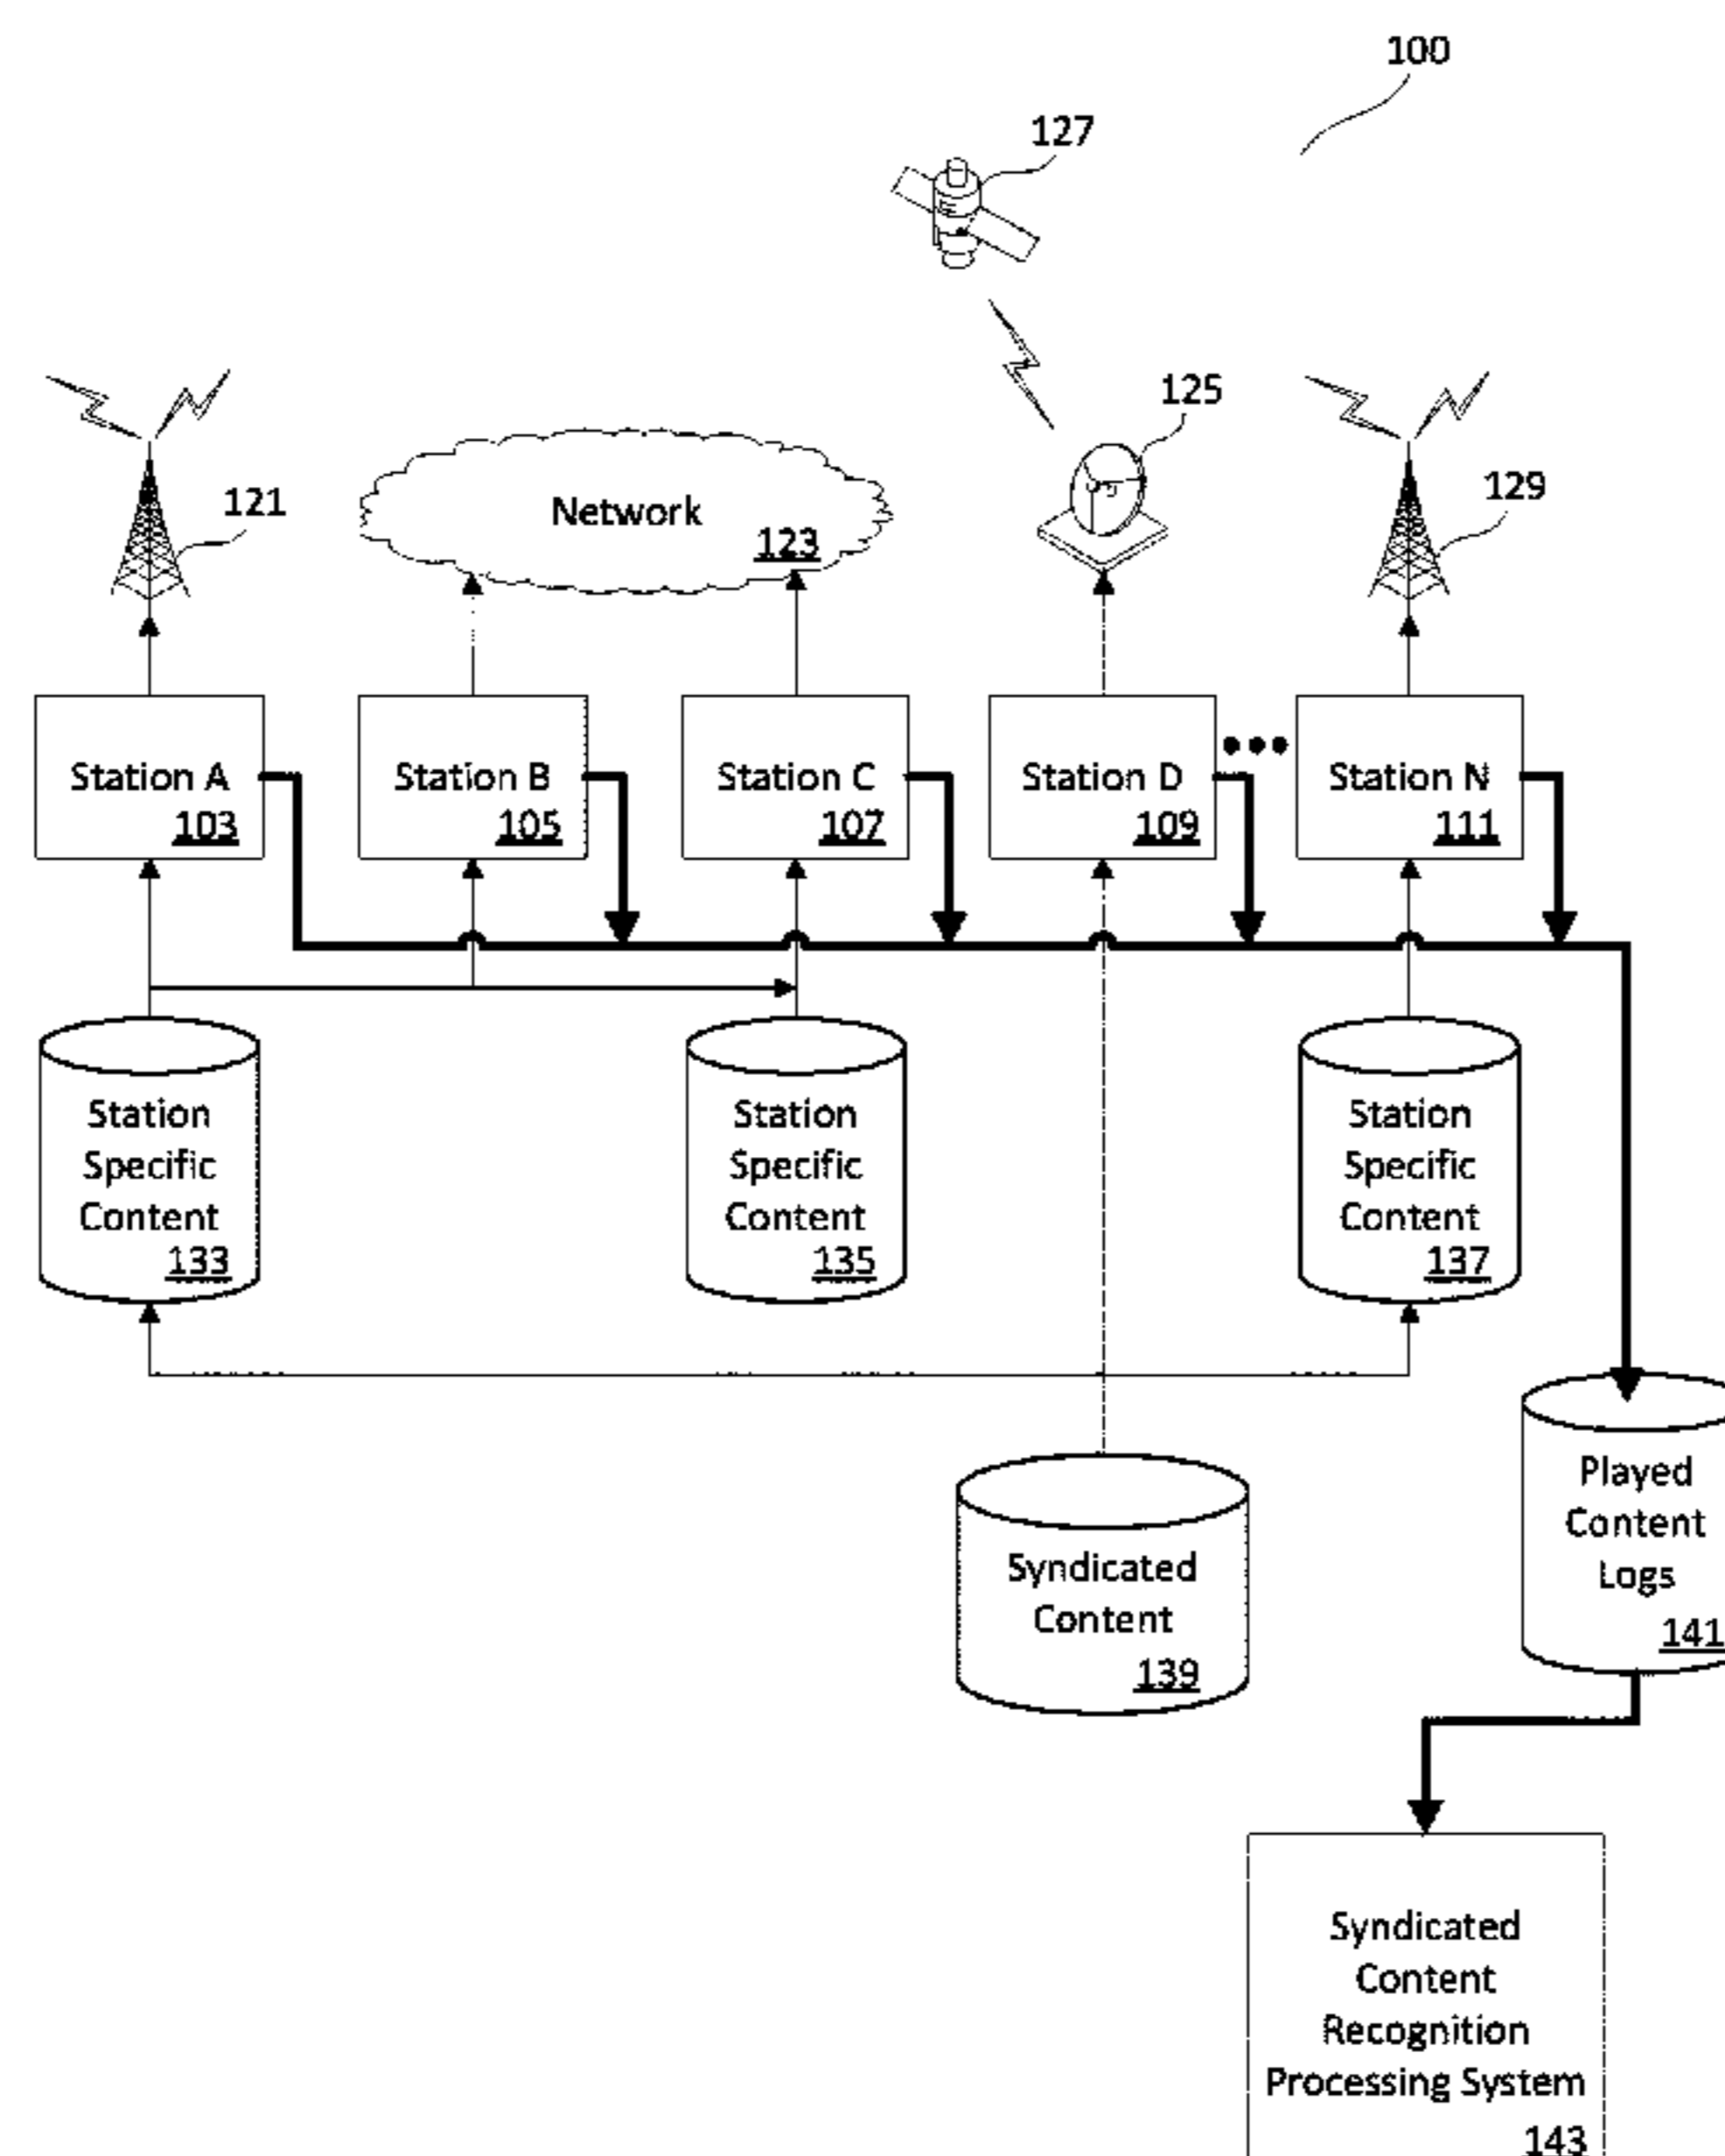 100
127
125
121
Network
123
129
Station A
103
Station B
105
Station C
107
Station D
109
Station N
111
Station
Specific
Content
133
Station
Specific
Content
135
Station
Specific
Content
137
Played
Content
Logs
141
Syndicated
Content
139
Syndicated
Content
Recognition
Processing System
143